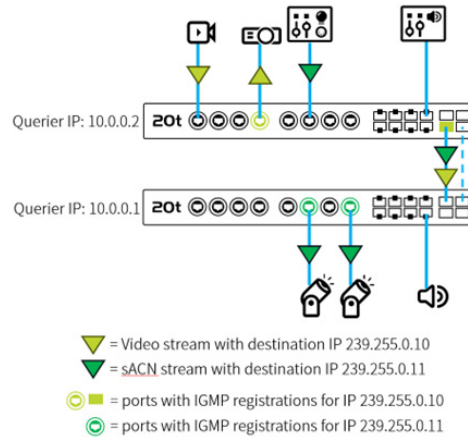 Querier IP: 10.0.0.2
20t
Querier IP: 10.0.0.1
20t
= Video stream with destination IP 239.255.0.10
= sACN stream with destination IP 239.255.0.11
= ports with IGMP registrations for IP 239.255.0.10
= ports with IGMP registrations for IP 239.255.0.11